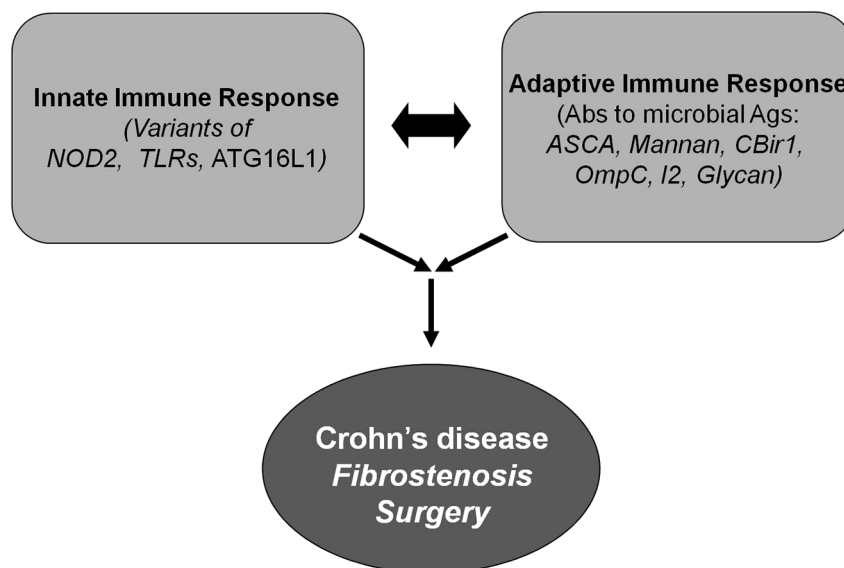 Innate Immune Response
(Variants of
NOD2, TLRs, ATG16L1)
Adaptive Immune Response
(Abs to microbial Ags:
ASCA, Mannan, CBir1,
OmpC, I2, Glycan)
Crohn's disease
Fibrostenosis
Surgery